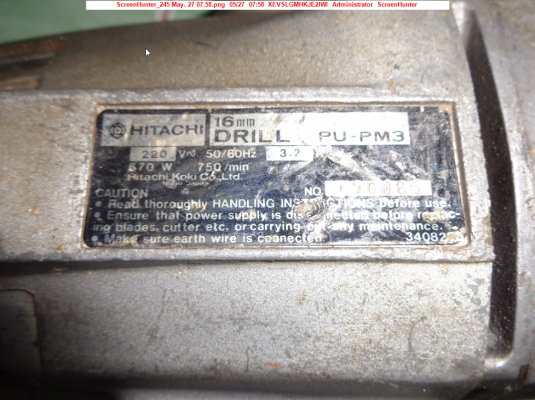 ScreenHunter_245 May, 27 07.58.png 05/27 07:58 XEVSLGMHKJE2IWI Administrator ScreenHunter
HITACHI 16mm DRILL PU-PM3
220 V 50/60Hz 3.2
670 W 750/min
Hitachi Koki Co., Ltd.
CAUTION NO.
• Read thoroughly HANDLING INSTRUCTIONS before use.
• Ensure that power supply is disconnected before replac-
ing blades, cutter etc. or carrying out any maintenance.
• Make sure earth wire is connected.